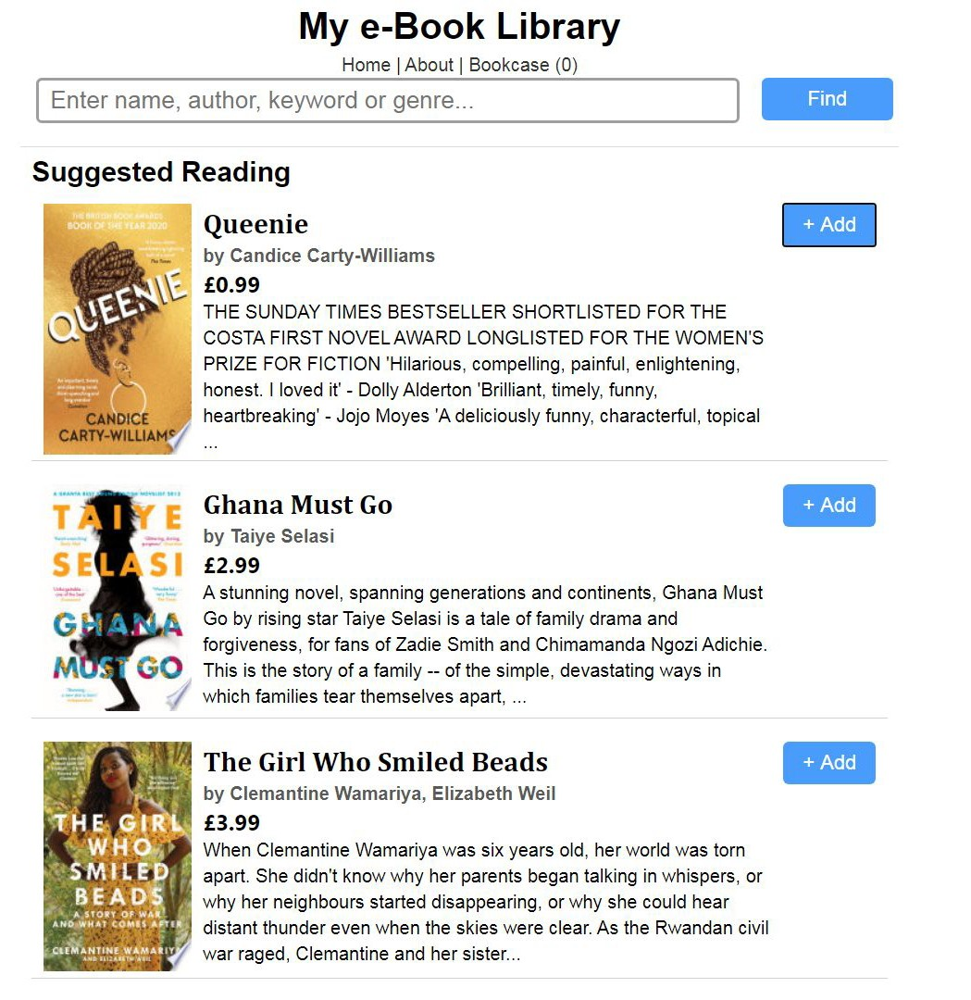 My e-Book Library
Home | About | Bookcase (0)
Enter name, author, keyword or genre...
Find
Suggested Reading
THE BRITISH BOOK AWARDS
BOOK OF THE YEAR 2020
QUEENIE
CANDICE
CARTY-WILLIAMS
Queenie
+ Add
by Candice Carty-Williams
£0.99
THE SUNDAY TIMES BESTSELLER SHORTLISTED FOR THE
COSTA FIRST NOVEL AWARD LONGLISTED FOR THE WOMEN'S
PRIZE FOR FICTION 'Hilarious, compelling, painful, enlightening,
honest. I loved it' - Dolly Alderton 'Brilliant, timely, funny,
heartbreaking' - Jojo Moyes 'A deliciously funny, characterful, topical
...
TAIYE
SELASI
GHANA
MUST GO
Ghana Must Go
+ Add
by Taiye Selasi
£2.99
A stunning novel, spanning generations and continents, Ghana Must
Go by rising star Taiye Selasi is a tale of family drama and
forgiveness, for fans of Zadie Smith and Chimamanda Ngozi Adichie.
This is the story of a family -- of the simple, devastating ways in
which families tear themselves apart, ...
THE GIRL
WHO
SMILED
BEADS
A STORY OF WAR
AND WHAT COMES AFTER
CLEMANTINE WAMARIYA
AND ELIZABETH WEIL
The Girl Who Smiled Beads
+ Add
by Clemantine Wamariya, Elizabeth Weil
£3.99
When Clemantine Wamariya was six years old, her world was torn
apart. She didn't know why her parents began talking in whispers, or
why her neighbours started disappearing, or why she could hear
distant thunder even when the skies were clear. As the Rwandan civil
war raged, Clemantine and her sister...